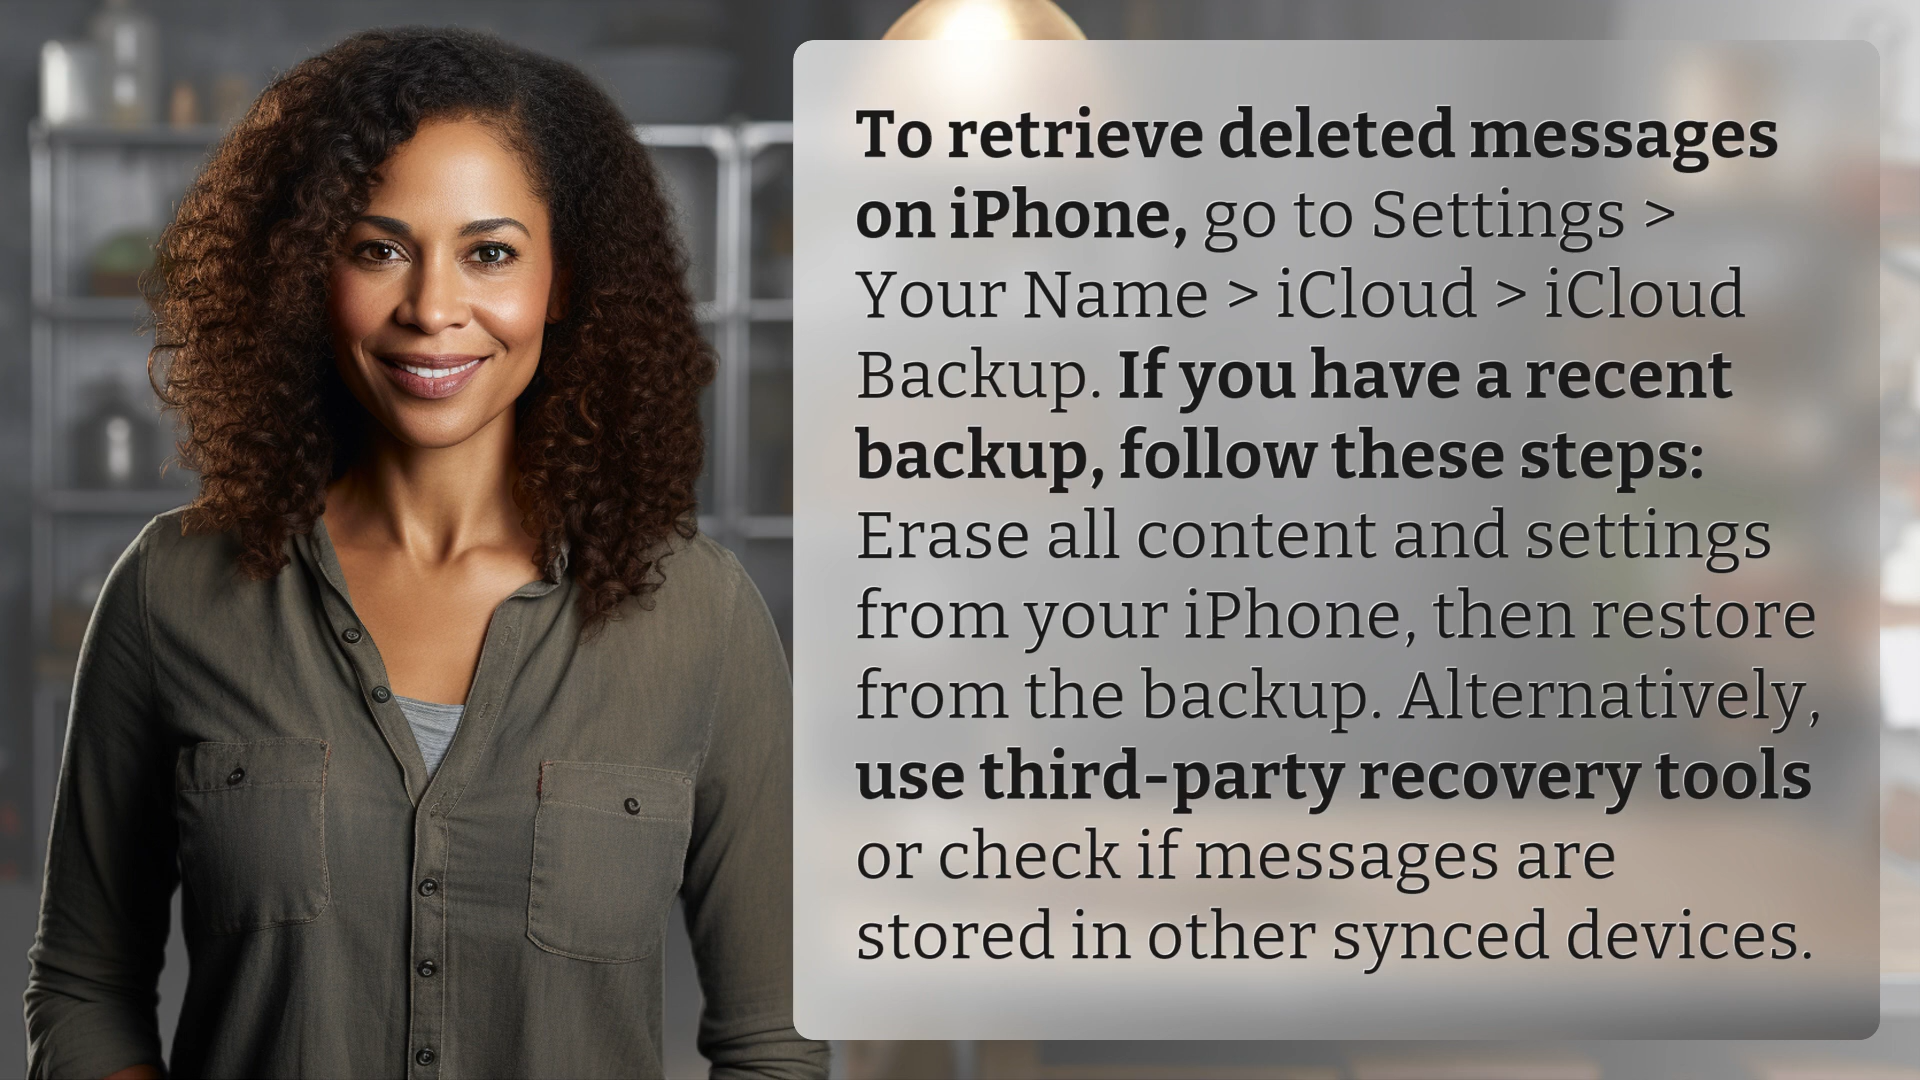 To retrieve deleted messages
on iPhone, go to Settings >
Your Name > iCloud > iCloud
Backup. If you have a recent
backup, follow these steps:
Erase all content and settings
from your iPhone, then restore
from the backup. Alternatively,
use third-party recovery tools
or check if messages are
stored in other synced devices.